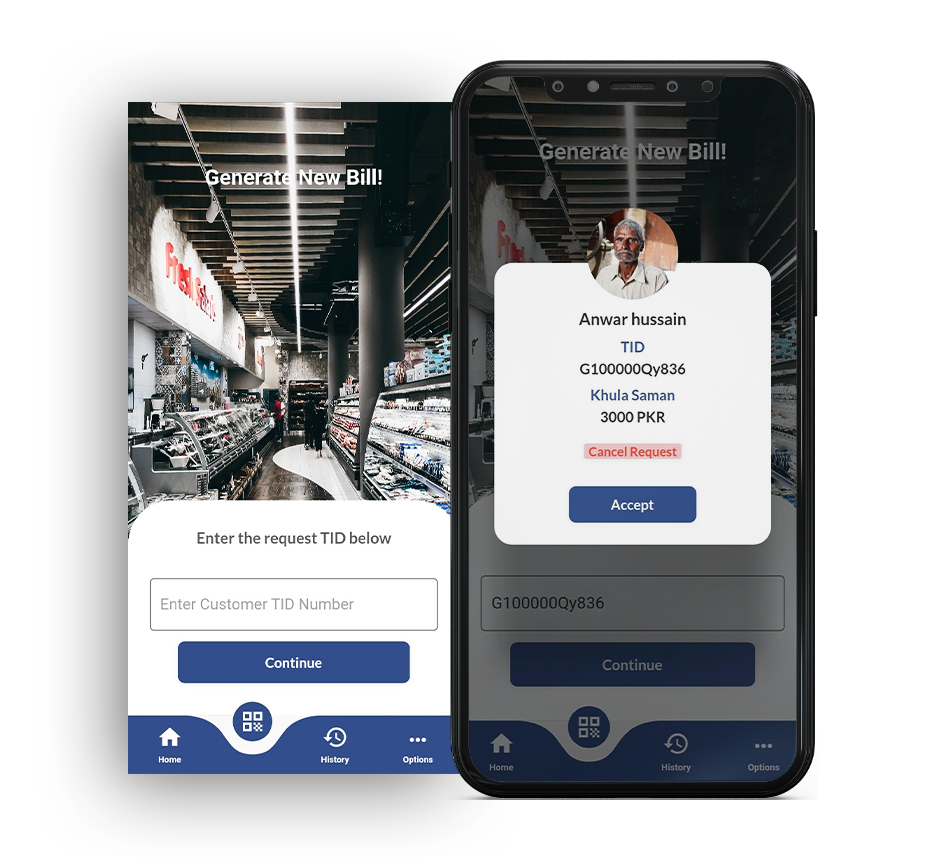 Generate New Bill!
Fresh
Enter the request TID below
Enter Customer TID Number
Continue
Home
History
Options
Generate New Bill!
Anwar hussain
TID
G100000Qy836
Khula Saman
3000 PKR
Cancel Request
Accept
G100000Qy836
Continue
Home
History
Options